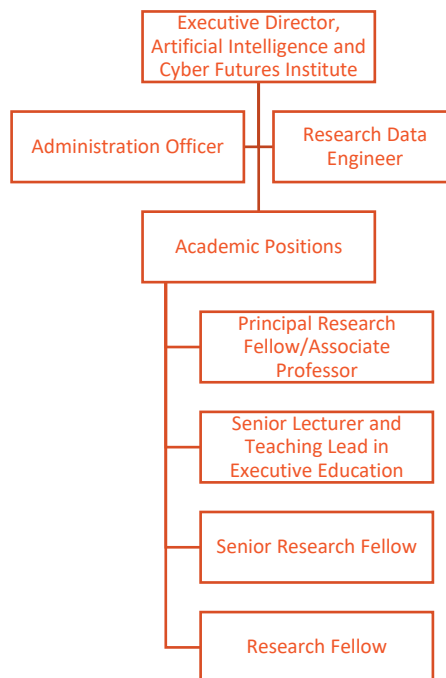 Executive Director,
Artificial Intelligence and
Cyber Futures Institute
Administration Officer
Research Data
Engineer
Academic Positions
Principal Research
Fellow/Associate
Professor
Senior Lecturer and
Teaching Lead in
Executive Education
Senior Research Fellow
Research Fellow